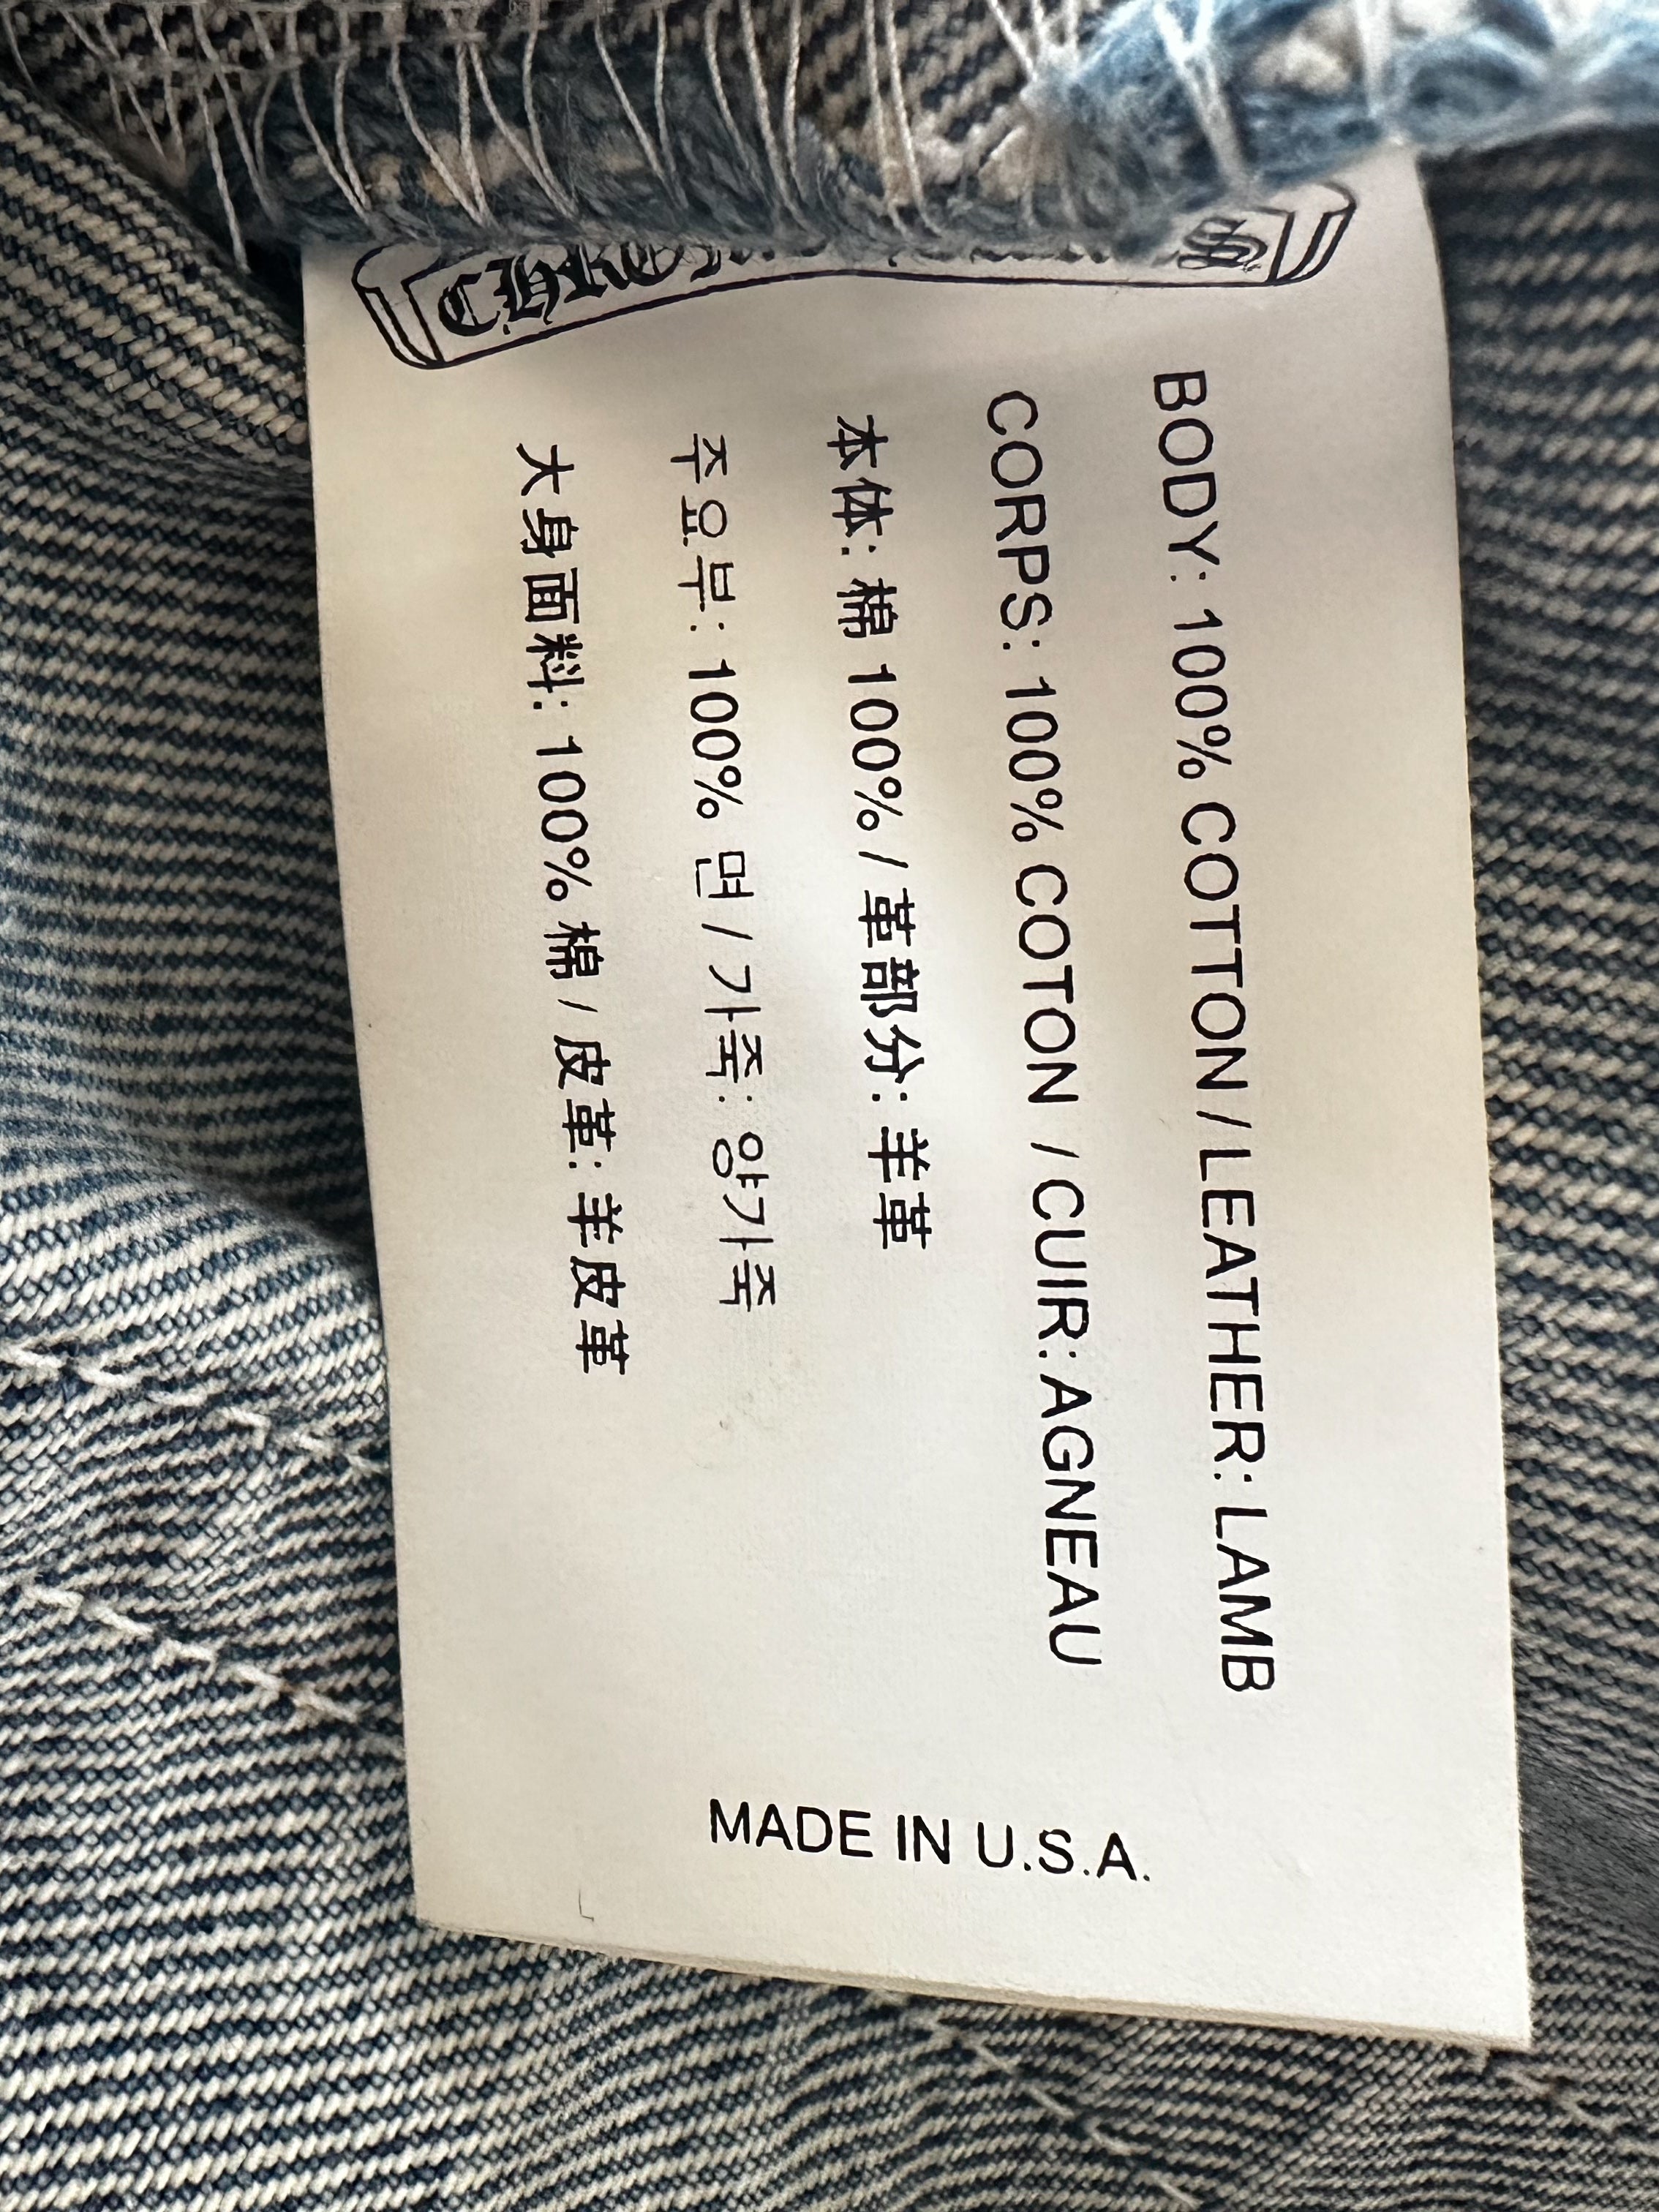 BODY: 100% COTTON / LEATHER: LAMB
CORPS: 100% COTON / CUIR: AGNEAU
本体: 棉 100% / 革部分: 羊革
주요부: 100% 면 / 가죽: 양가죽
大身面料: 100% 棉 / 皮革: 羊皮革
MADE IN U.S.A.